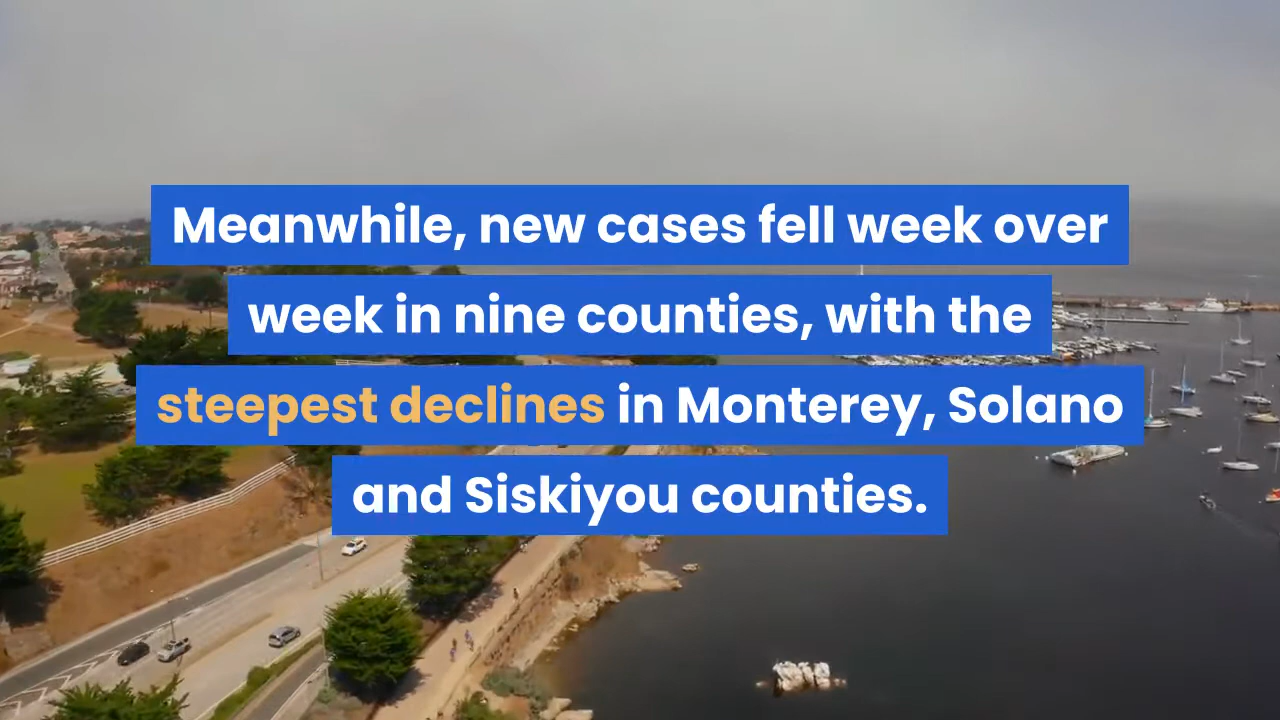 Meanwhile, new cases fell week over
week in nine counties, with the
steepest declines in Monterey, Solano
and Siskiyou counties.